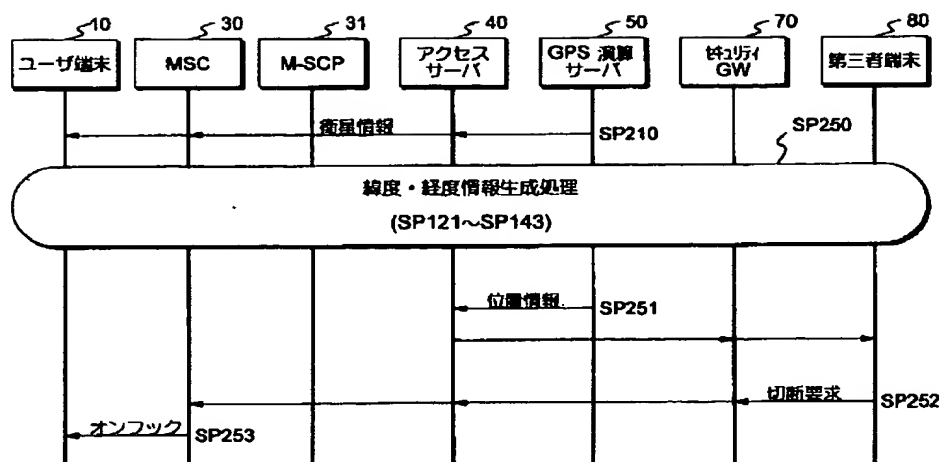 10
30
31
40
50
70
80
ユーザ端末
MSC
M-SCP
アクセス
サーバ
GPS 演算
サーバ
セキュリティ
GW
第三者端末
衛星情報
SP210
SP250
緯度・経度情報生成処理
(SP121～SP143)
位置情報
SP251
切断要求
SP252
オンフック
SP253